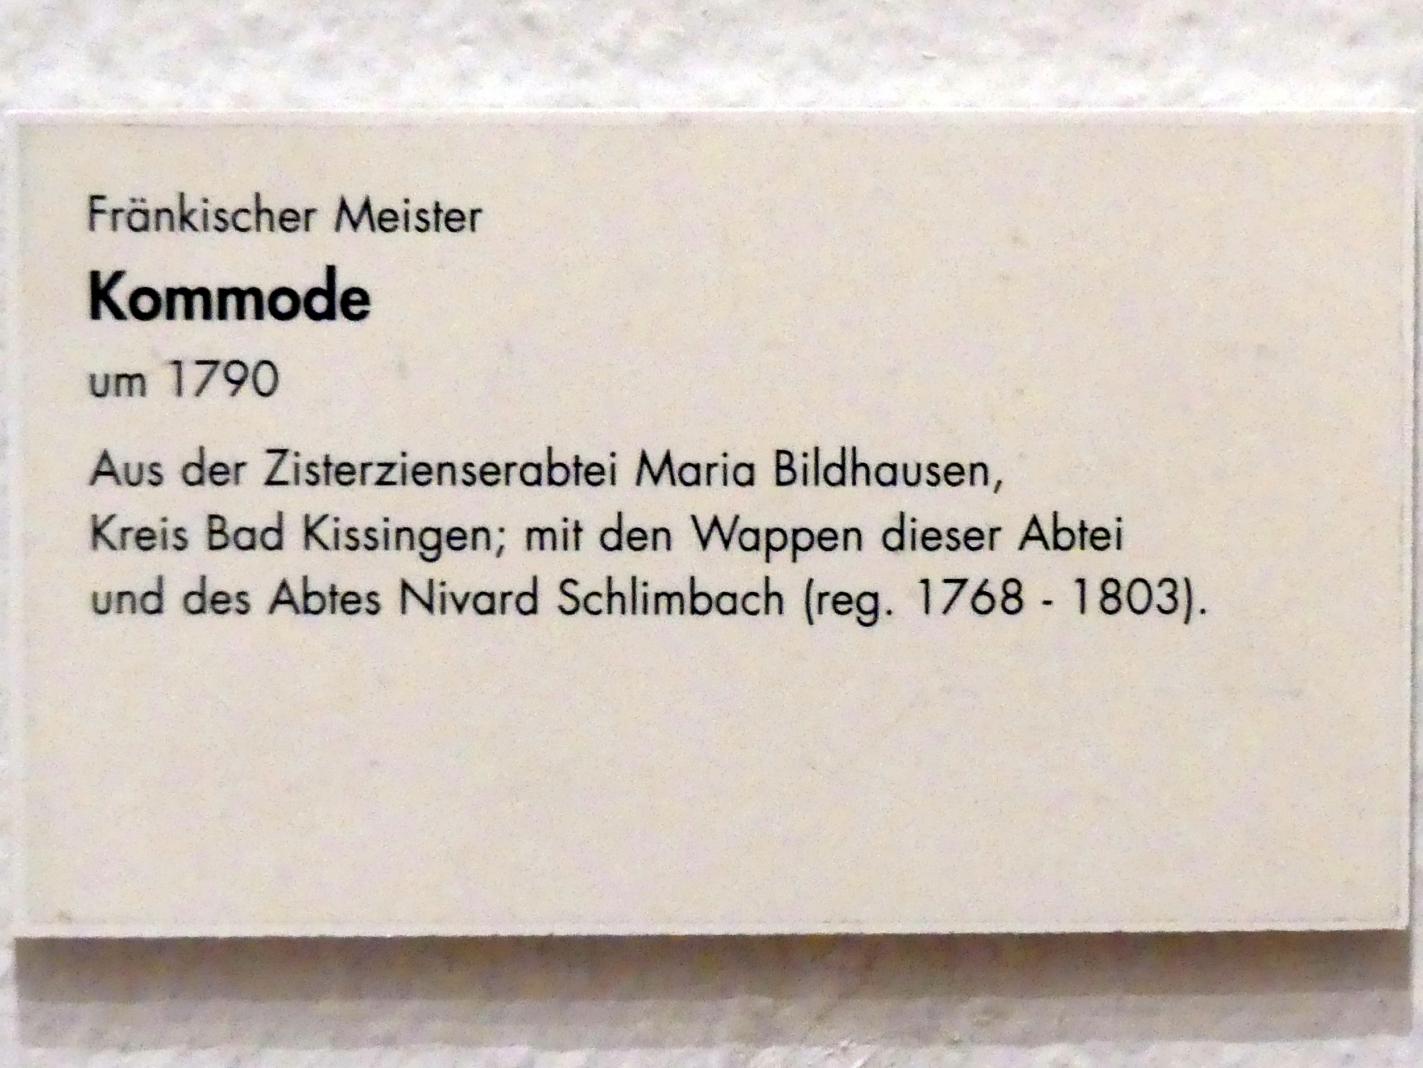 Fränkischer Meister
Kommode
um 1790
Aus der Zisterzienserabtei Maria Bildhausen,
Kreis Bad Kissingen; mit den Wappen dieser Abtei
und des Abtes Nivard Schlimbach (reg. 1768 - 1803).